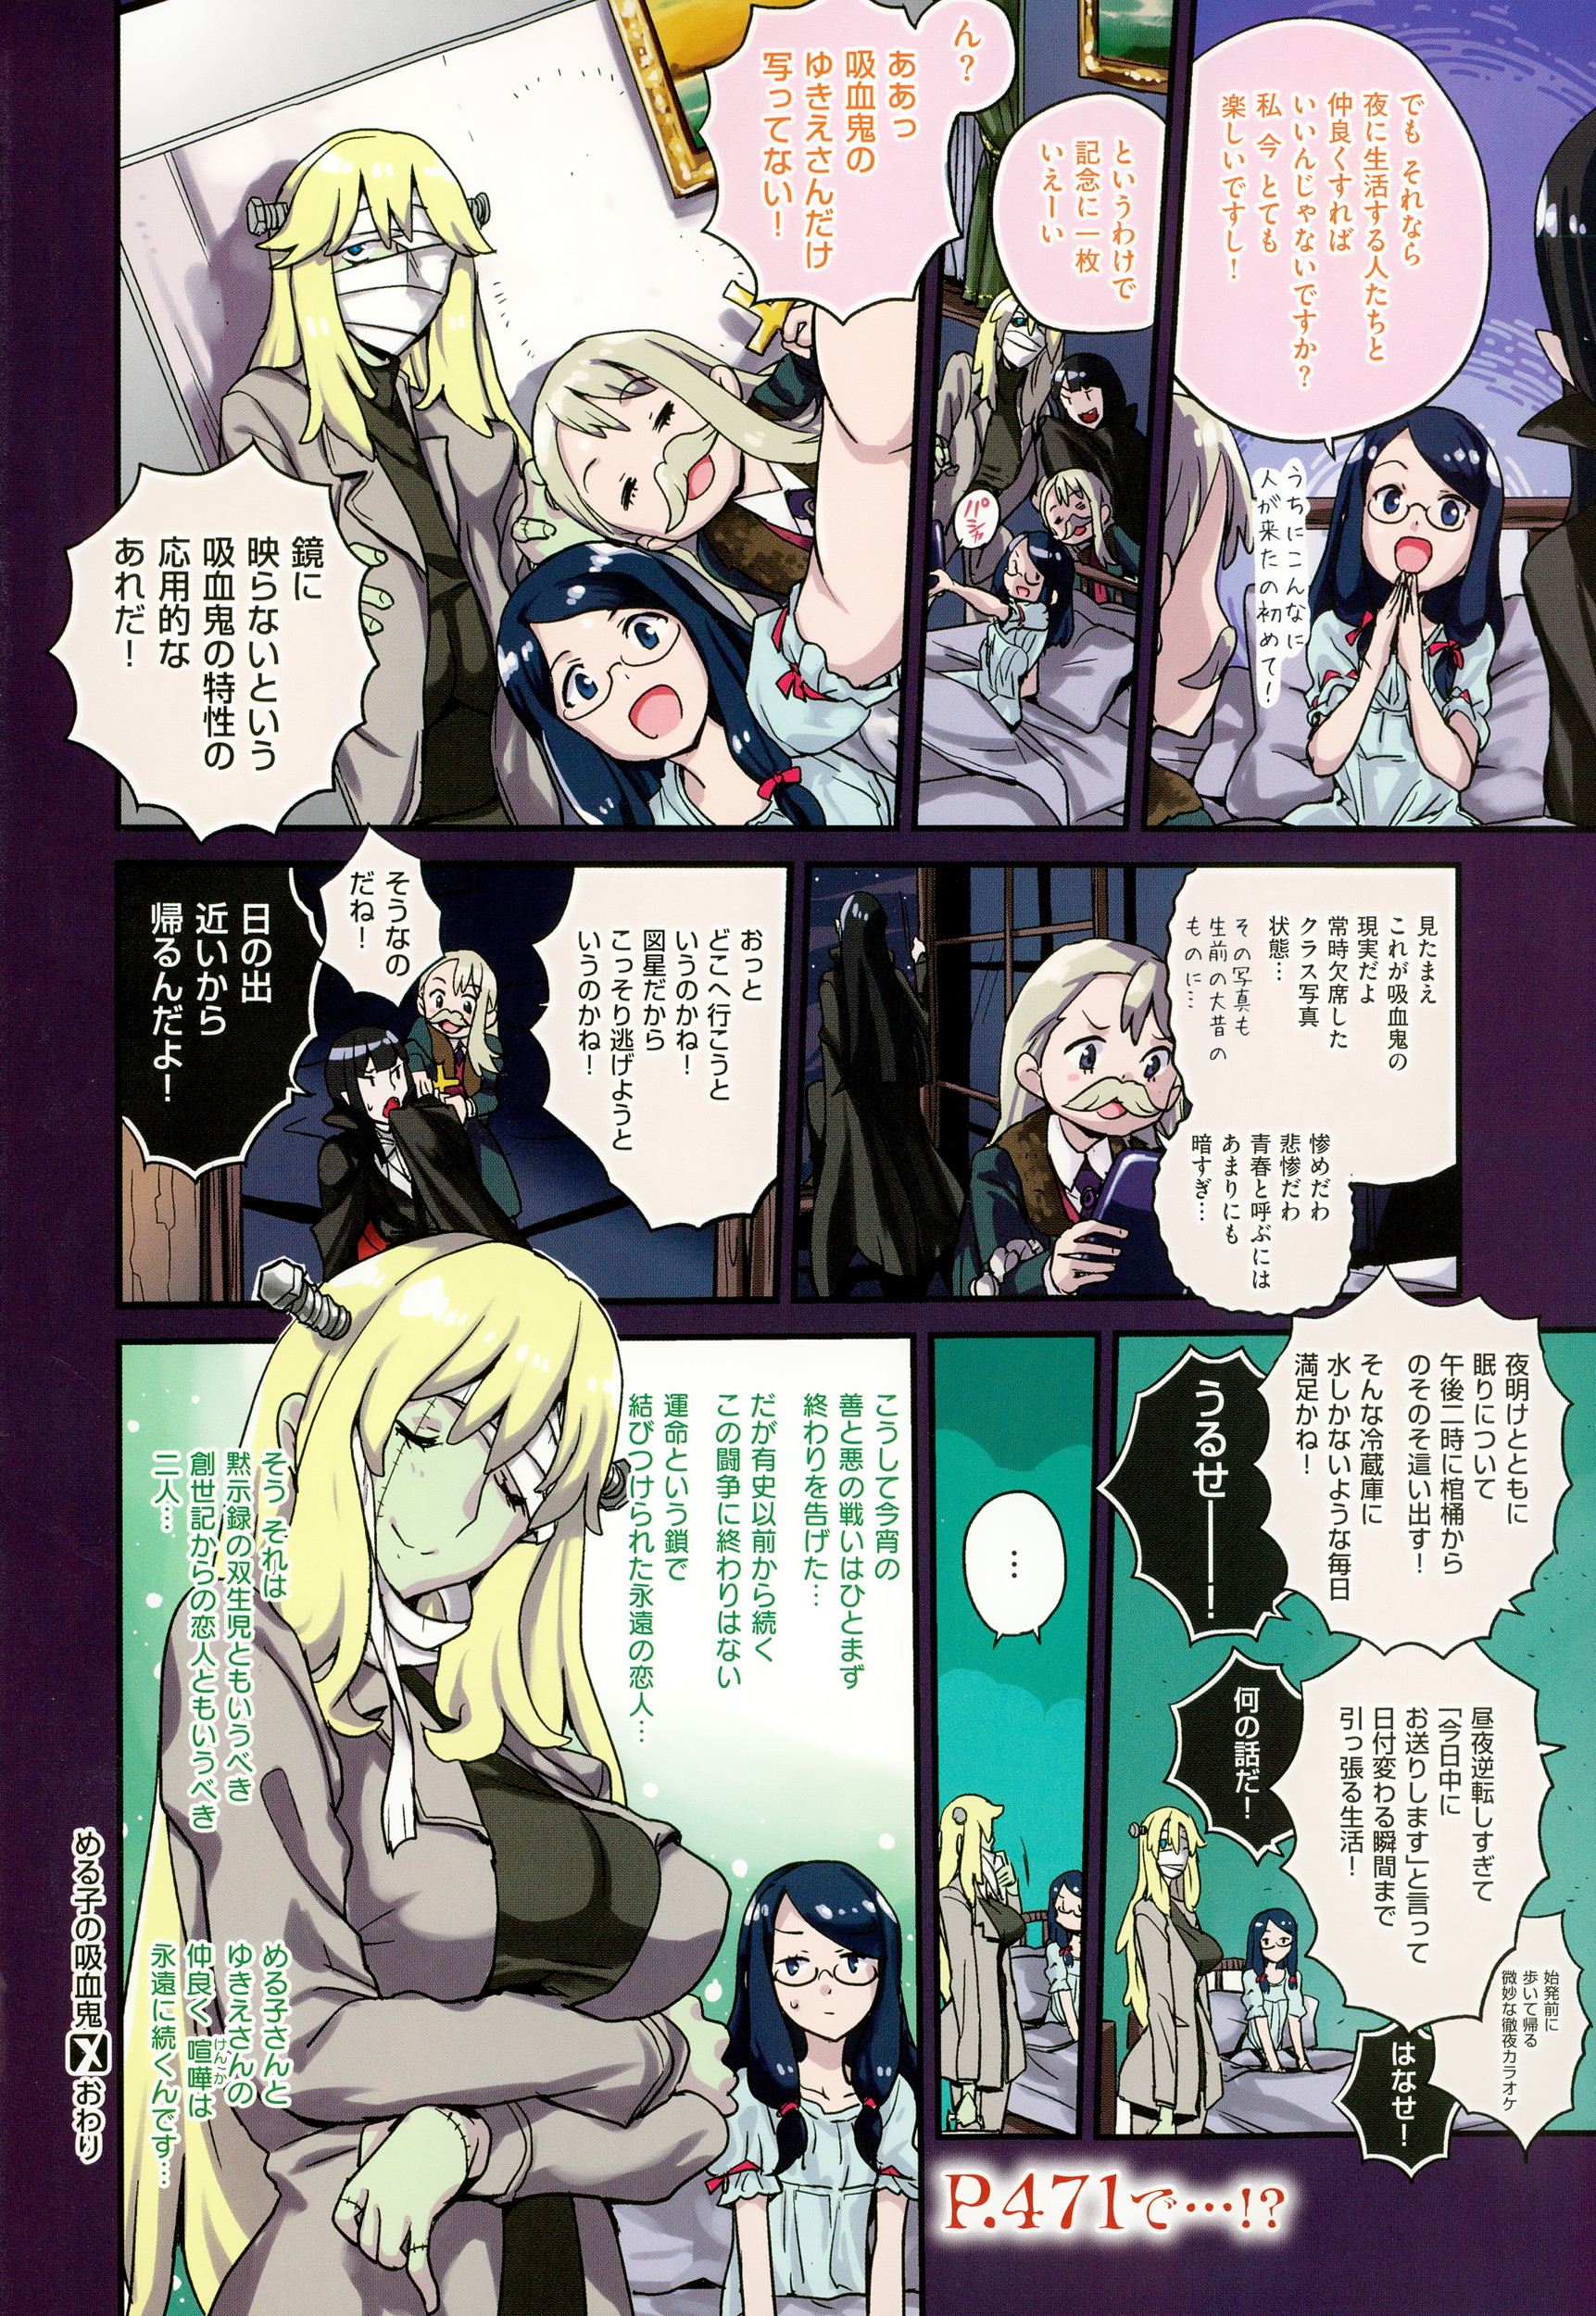 でも それなら
夜に生活する人たちと
仲良くすれば
いいんじゃないですか？
私 今 とても
楽しいですし！
うちにこんなに
人が来たの初めて！
というわけで
記念に一枚
いえーい
パシャ
ん？
ああっ
吸血鬼の
ゆきえさんだけ
写ってない！
鏡に
映らないという
吸血鬼の特性の
応用的な
あれだ！
見たまえ
これが吸血鬼の
現実だよ
常時欠席した
クラス写真
状態…
その写真も
生前の大昔の
ものに…
惨めだわ
悲惨だわ
青春と呼ぶには
あまりにも
暗すぎ…
おっと
どこへ行こうと
いうのかね！
図星だから
こっそり逃げようと
いうのかね！
そうなの
だね！
日の出
近いから
帰るんだよ！
夜明けとともに
眠りについて
午後二時に棺桶から
のそのそ這い出す！
そんな冷蔵庫に
水しかないような毎日
満足かね！
うるせ――！
昼夜逆転しすぎて
「今日中に
お送りします」と言って
日付変わる瞬間まで
引っ張る生活！
何の話だ！
始発前に
歩いて帰る
微妙な徹夜カラオケ
はなせ！
…
こうして今宵の
善と悪の戦いはひとまず
終わりを告げた…
だが有史以前から続く
この闘争に終わりはない
運命という鎖で
結びつけられた永遠の恋人…
そう それは
黙示録の双生児ともいうべき
創世記からの恋人ともいうべき
二人…
める子さんと
ゆきえさんの
仲良く 喧嘩は
けんか
永遠に続くんです…
P.471で…!?
める子の吸血鬼X おわり